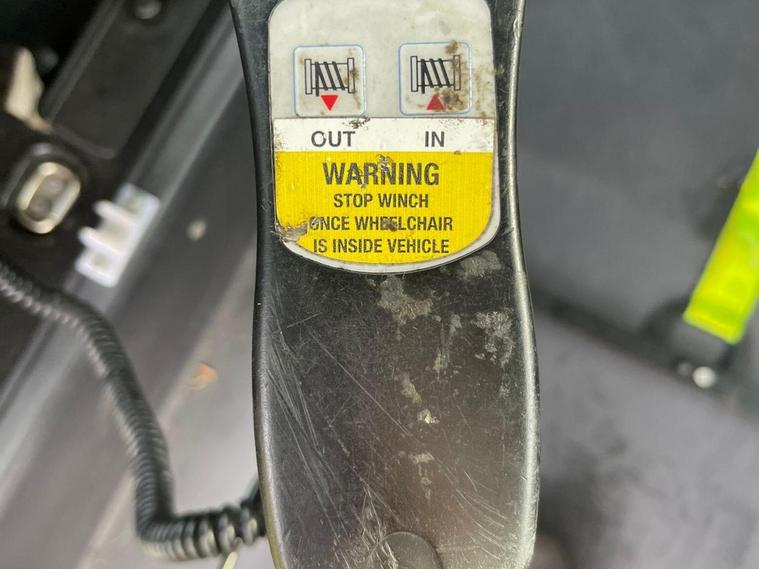 OUT IN
WARNING
STOP WINCH
ONCE WHEELCHAIR
IS INSIDE VEHICLE